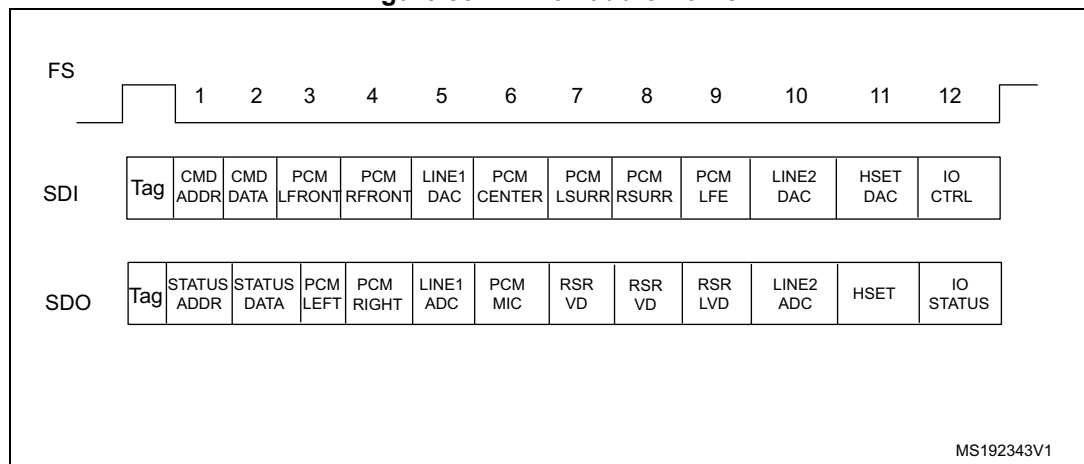 FS
1 2 3 4 5 6 7 8 9 10 11 12
SDI
Tag CMD ADDR CMD DATA PCM LFRONT PCM RFRONT LINE1 DAC PCM CENTER PCM LSURR PCM RSURR PCM LFE LINE2 DAC HSET DAC IO CTRL
SDO
Tag STATUS ADDR STATUS DATA PCM LEFT PCM RIGHT LINE1 ADC PCM MIC RSR VD RSR VD RSR LVD LINE2 ADC HSET IO STATUS
MS192343V1